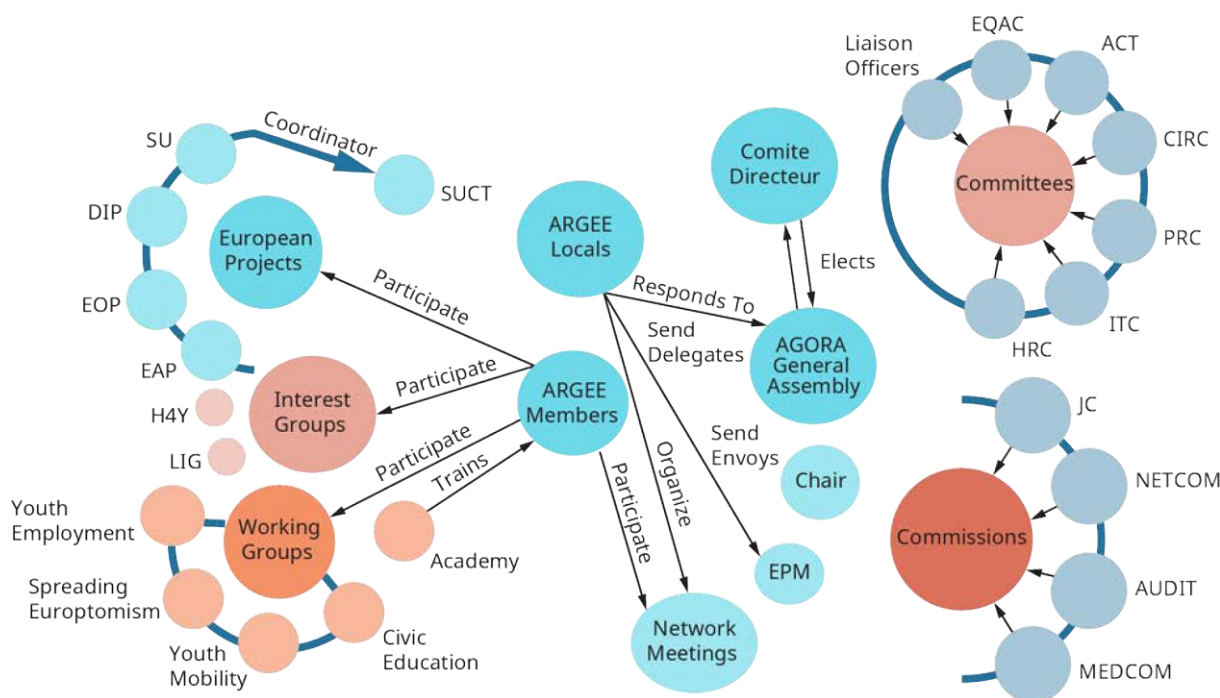 EQAC
ACT
Liaison
Officers
CIRC
Committees
PRC
ITC
HRC
SU
Coordinator
SUCT
DIP
European
Projects
EOP
EAP
Comite
Directeur
ARGEE
Locals
Elects
Responds To
Send
Delegates
AGORA
General
Assembly
Participate
Participate
Interest
Groups
H4Y
LIG
ARGEE
Members
Participate
Trains
Participate
Organize
Send
Envoys
Chair
EPM
Network
Meetings
Youth
Employment
Working
Groups
Academy
Spreading
Europtomism
Youth
Mobility
Civic
Education
JC
NETCOM
Commissions
AUDIT
MEDCOM